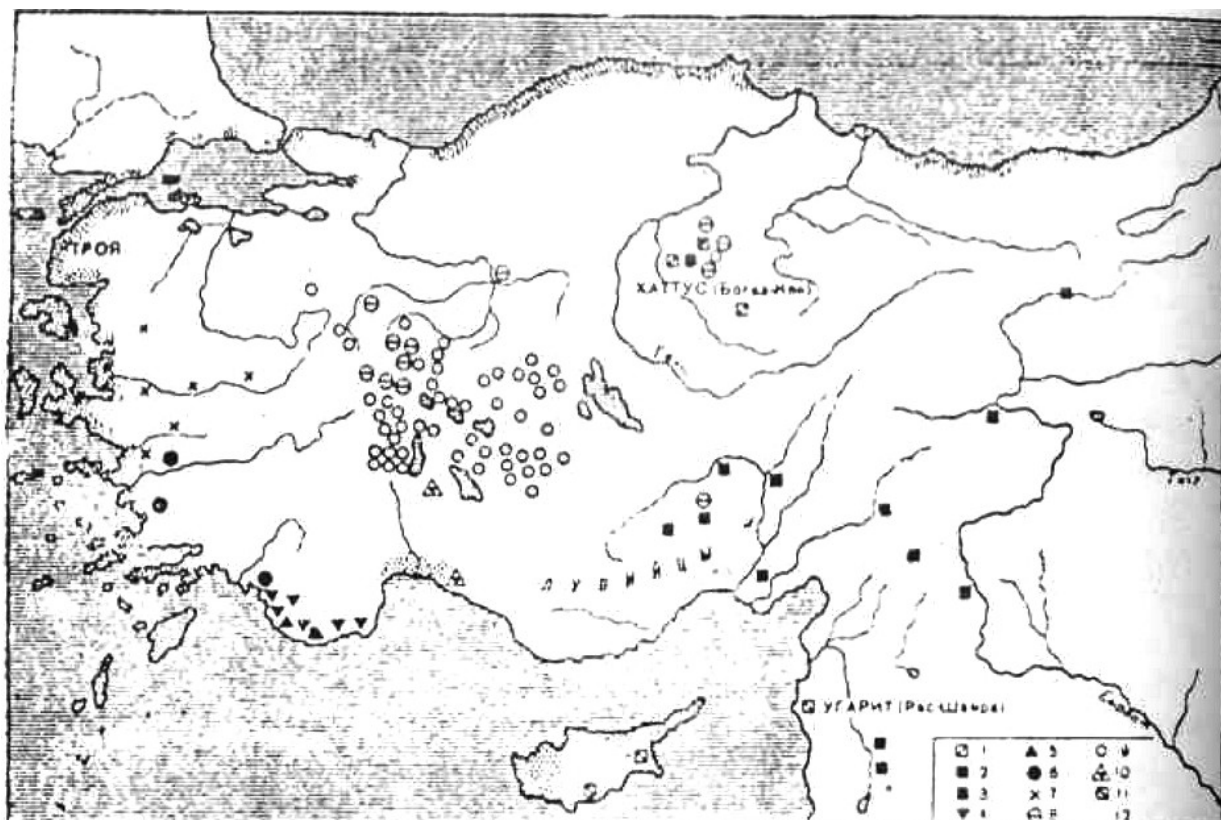 ТРОЯ
ХАТТУС (Богаз-Кёй)
ЛУВИЙЦЫ
УГАРИТ (Рас-Шамра)
1 5 9
2 6 10
3 7 11
4 8 12